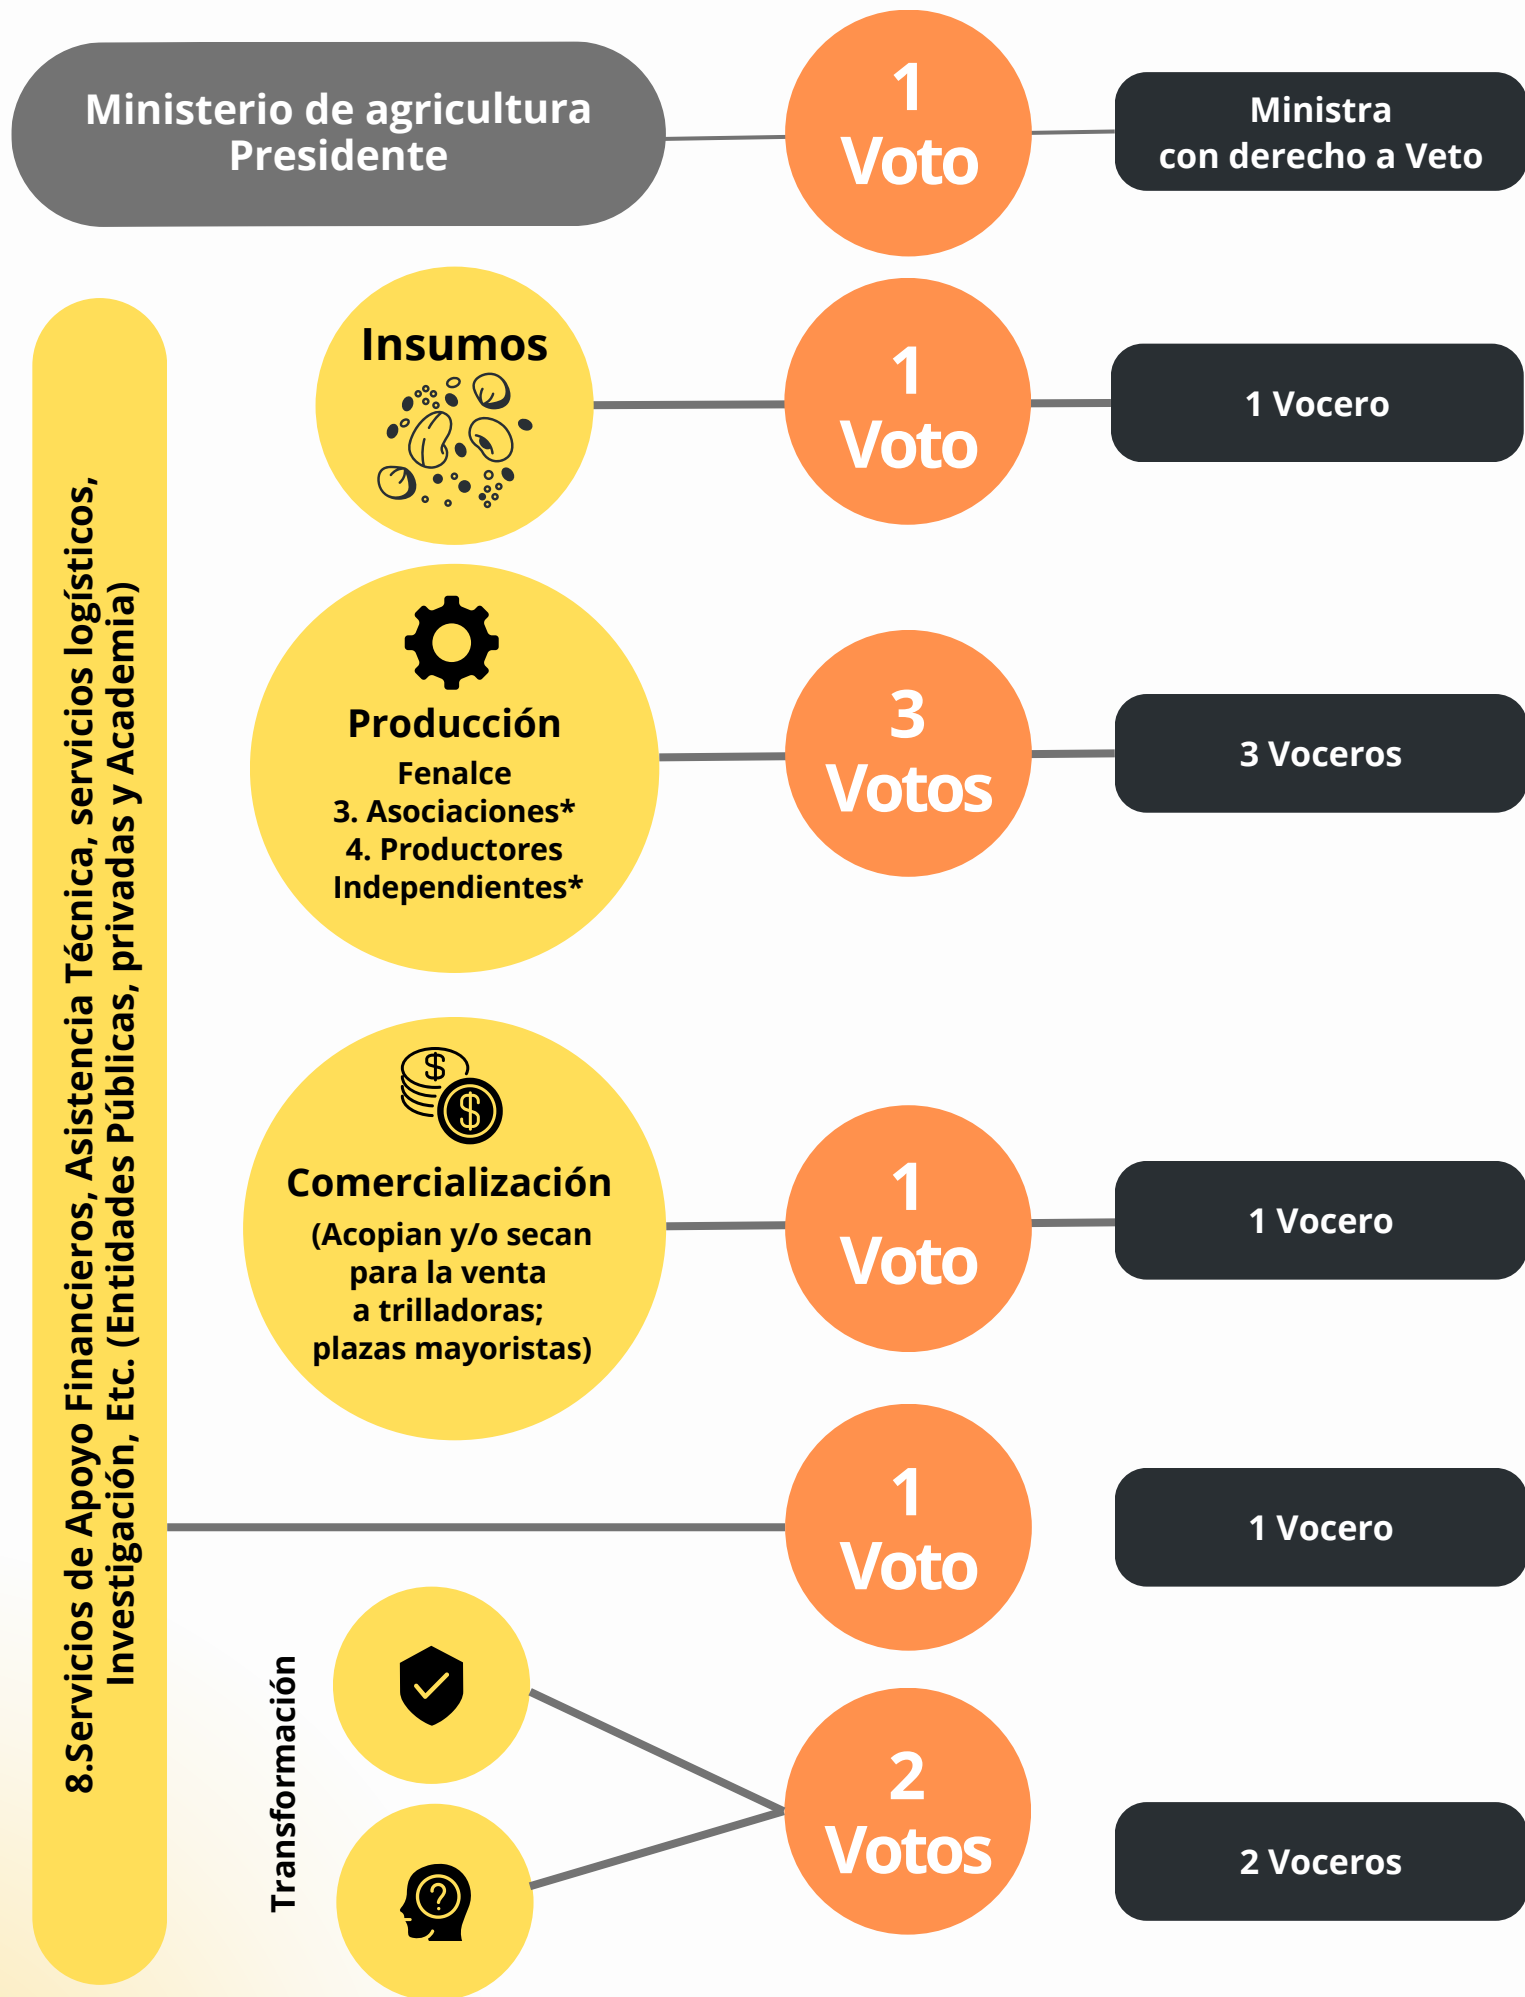 Ministerio de agricultura
Presidente
1
Voto
Ministra
con derecho a Veto
Insumos
1
Voto
1 Vocero
Producción
Fenalce
3. Asociaciones*
4. Productores
Independientes*
3
Votos
3 Voceros
Comercialización
(Acopian y/o secan
para la venta
a trilladoras;
plazas mayoristas)
1
Voto
1 Vocero
8.Servicios de Apoyo Financieros, Asistencia Técnica, servicios logísticos,
Investigación, Etc. (Entidades Públicas, privadas y Academia)
1
Voto
1 Vocero
Transformación
2
Votos
2 Voceros